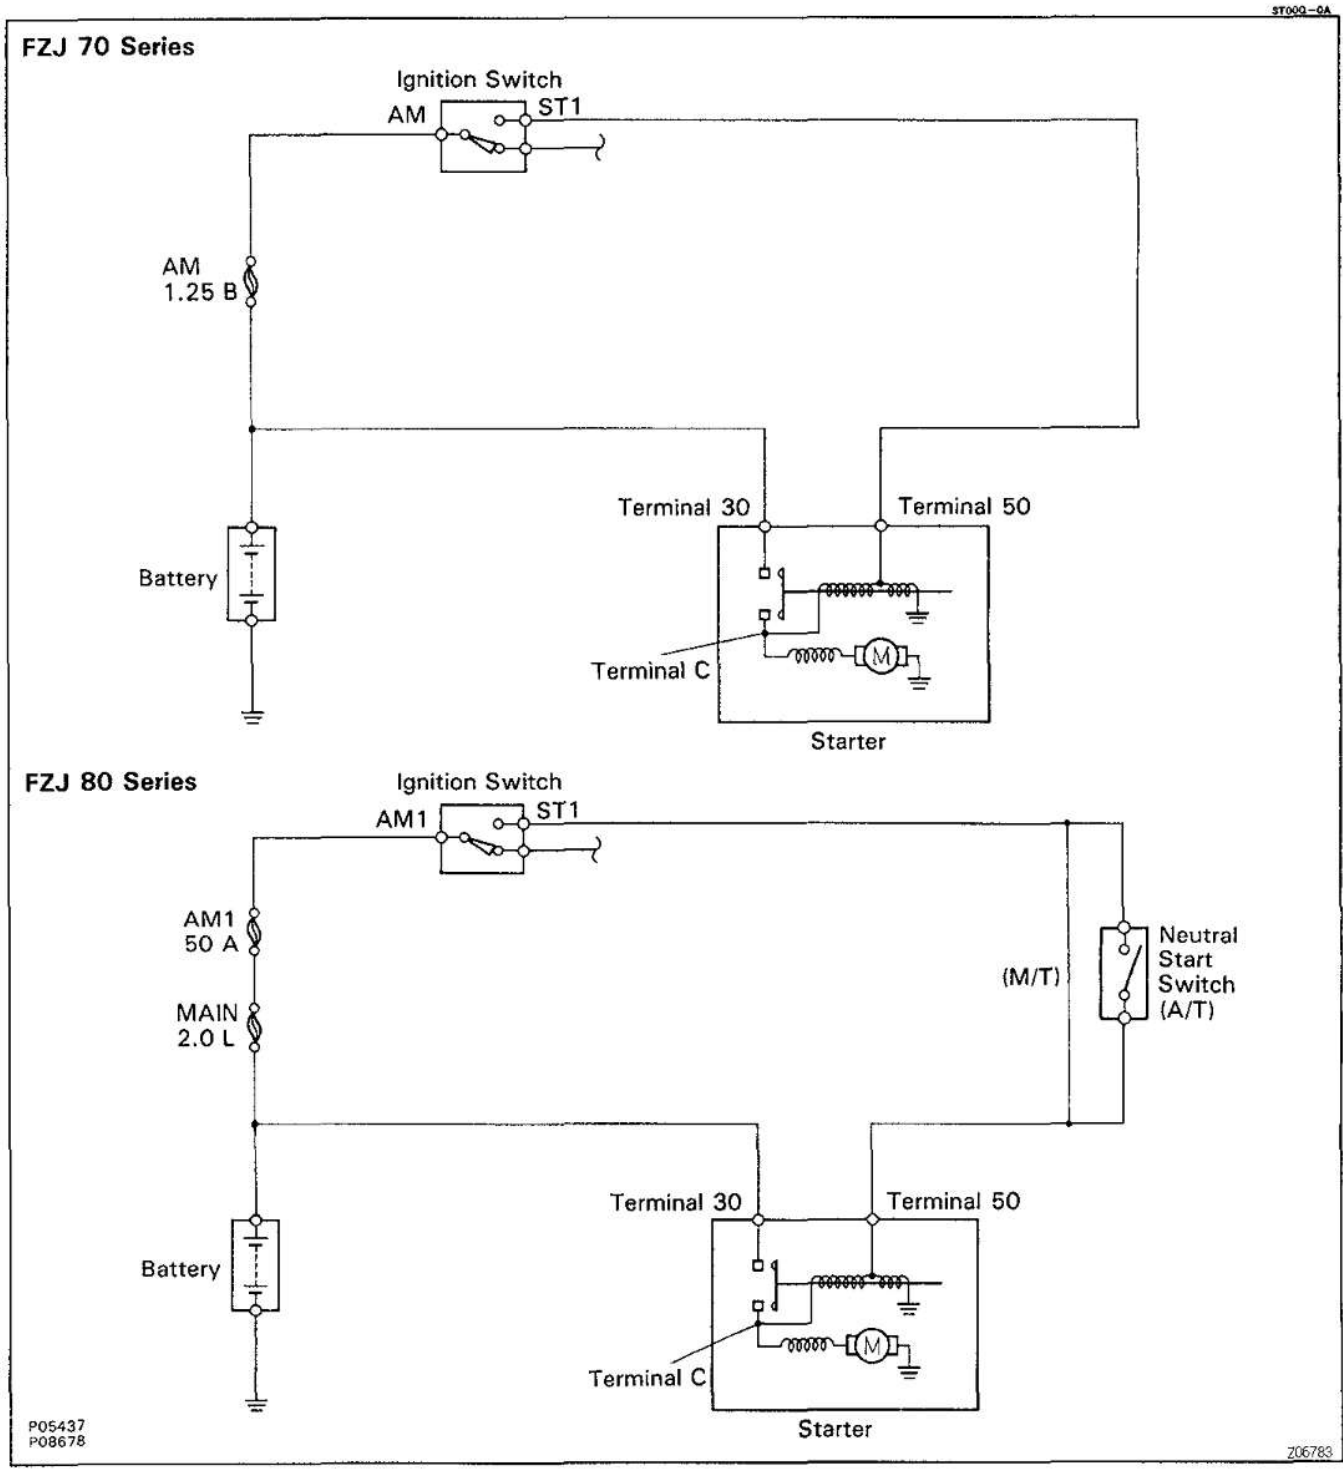 ST00Q-0A
FZJ 70 Series
Ignition Switch
AM
ST1
AM
1.25 B
Terminal 30
Terminal 50
Battery
Terminal C
M
Starter
FZJ 80 Series
Ignition Switch
AM1
ST1
AM1
50 A
MAIN
2.0 L
(M/T)
Neutral
Start
Switch
(A/T)
Terminal 30
Terminal 50
Battery
Terminal C
M
Starter
P05437
P08678
Z06783